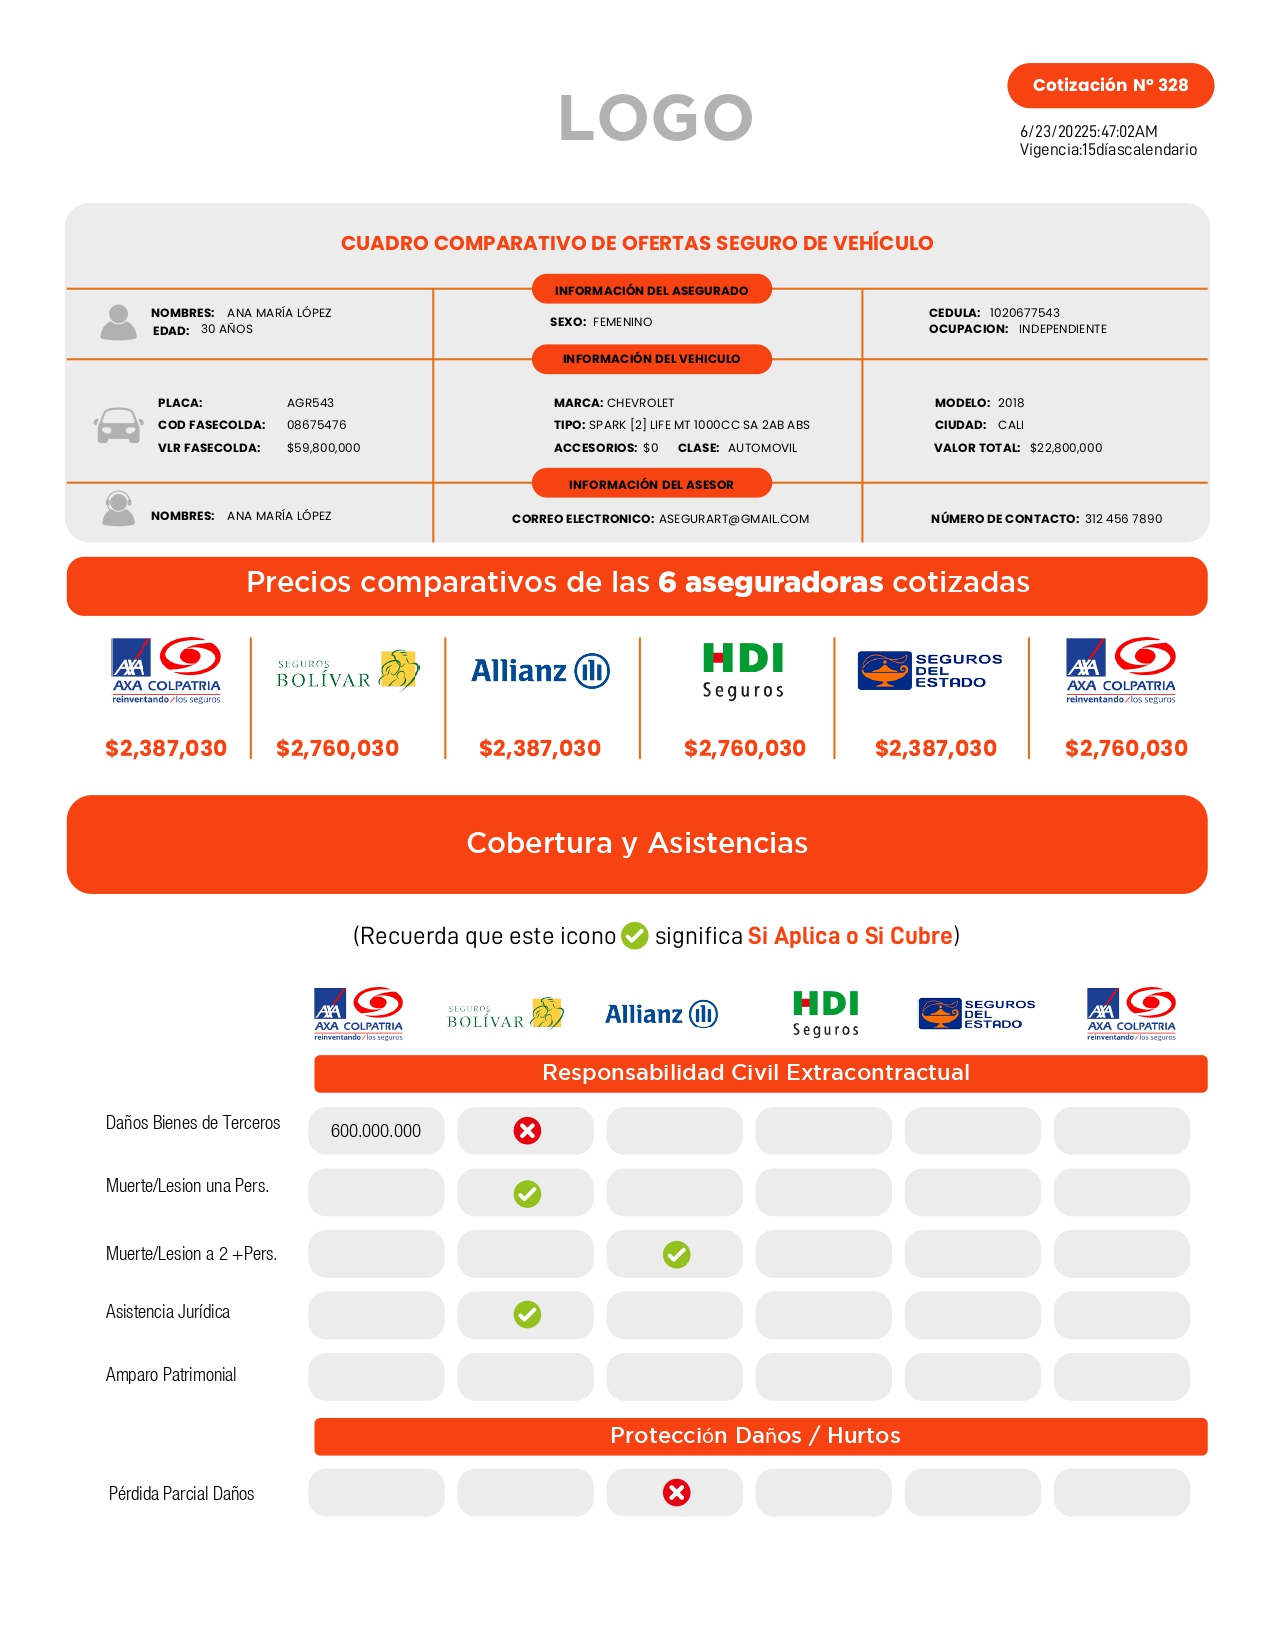 LOGO
Cotización Nº 328
6/23/20225:47:02AM
Vigencia:15díascalendario
CUADRO COMPARATIVO DE OFERTAS SEGURO DE VEHÍCULO
INFORMACIÓN DEL ASEGURADO
NOMBRES: ANA MARÍA LÓPEZ
EDAD: 30 AÑOS
SEXO: FEMENINO
CEDULA: 1020677543
OCUPACION: INDEPENDIENTE
INFORMACIÓN DEL VEHICULO
PLACA: AGR543
COD FASECOLDA: 08675476
VLR FASECOLDA: $59,800,000
MARCA: CHEVROLET
TIPO: SPARK [2] LIFE MT 1000CC SA 2AB ABS
ACCESORIOS: $0 CLASE: AUTOMOVIL
MODELO: 2018
CIUDAD: CALI
VALOR TOTAL: $22,800,000
INFORMACIÓN DEL ASESOR
NOMBRES: ANA MARÍA LÓPEZ
CORREO ELECTRONICO: ASEGURART@GMAIL.COM
NÚMERO DE CONTACTO: 312 456 7890
Precios comparativos de las 6 aseguradoras cotizadas
AXA
AXA COLPATRIA
reinventando/los seguros
SEGUROS
BOLÍVAR
Allianz
HDI
Seguros
SEGUROS
DEL
ESTADO
AXA
AXA COLPATRIA
reinventando/los seguros
$2,387,030 $2,760,030 $2,387,030 $2,760,030 $2,387,030 $2,760,030
Cobertura y Asistencias
(Recuerda que este icono significa Si Aplica o Si Cubre)
AXA
AXA COLPATRIA
reinventando/los seguros
SEGUROS
BOLÍVAR
Allianz
HDI
Seguros
SEGUROS
DEL
ESTADO
AXA
AXA COLPATRIA
reinventando/los seguros
Responsabilidad Civil Extracontractual
Daños Bienes de Terceros 600.000.000
Muerte/Lesion una Pers.
Muerte/Lesion a 2 +Pers.
Asistencia Jurídica
Amparo Patrimonial
Protección Daños / Hurtos
Pérdida Parcial Daños